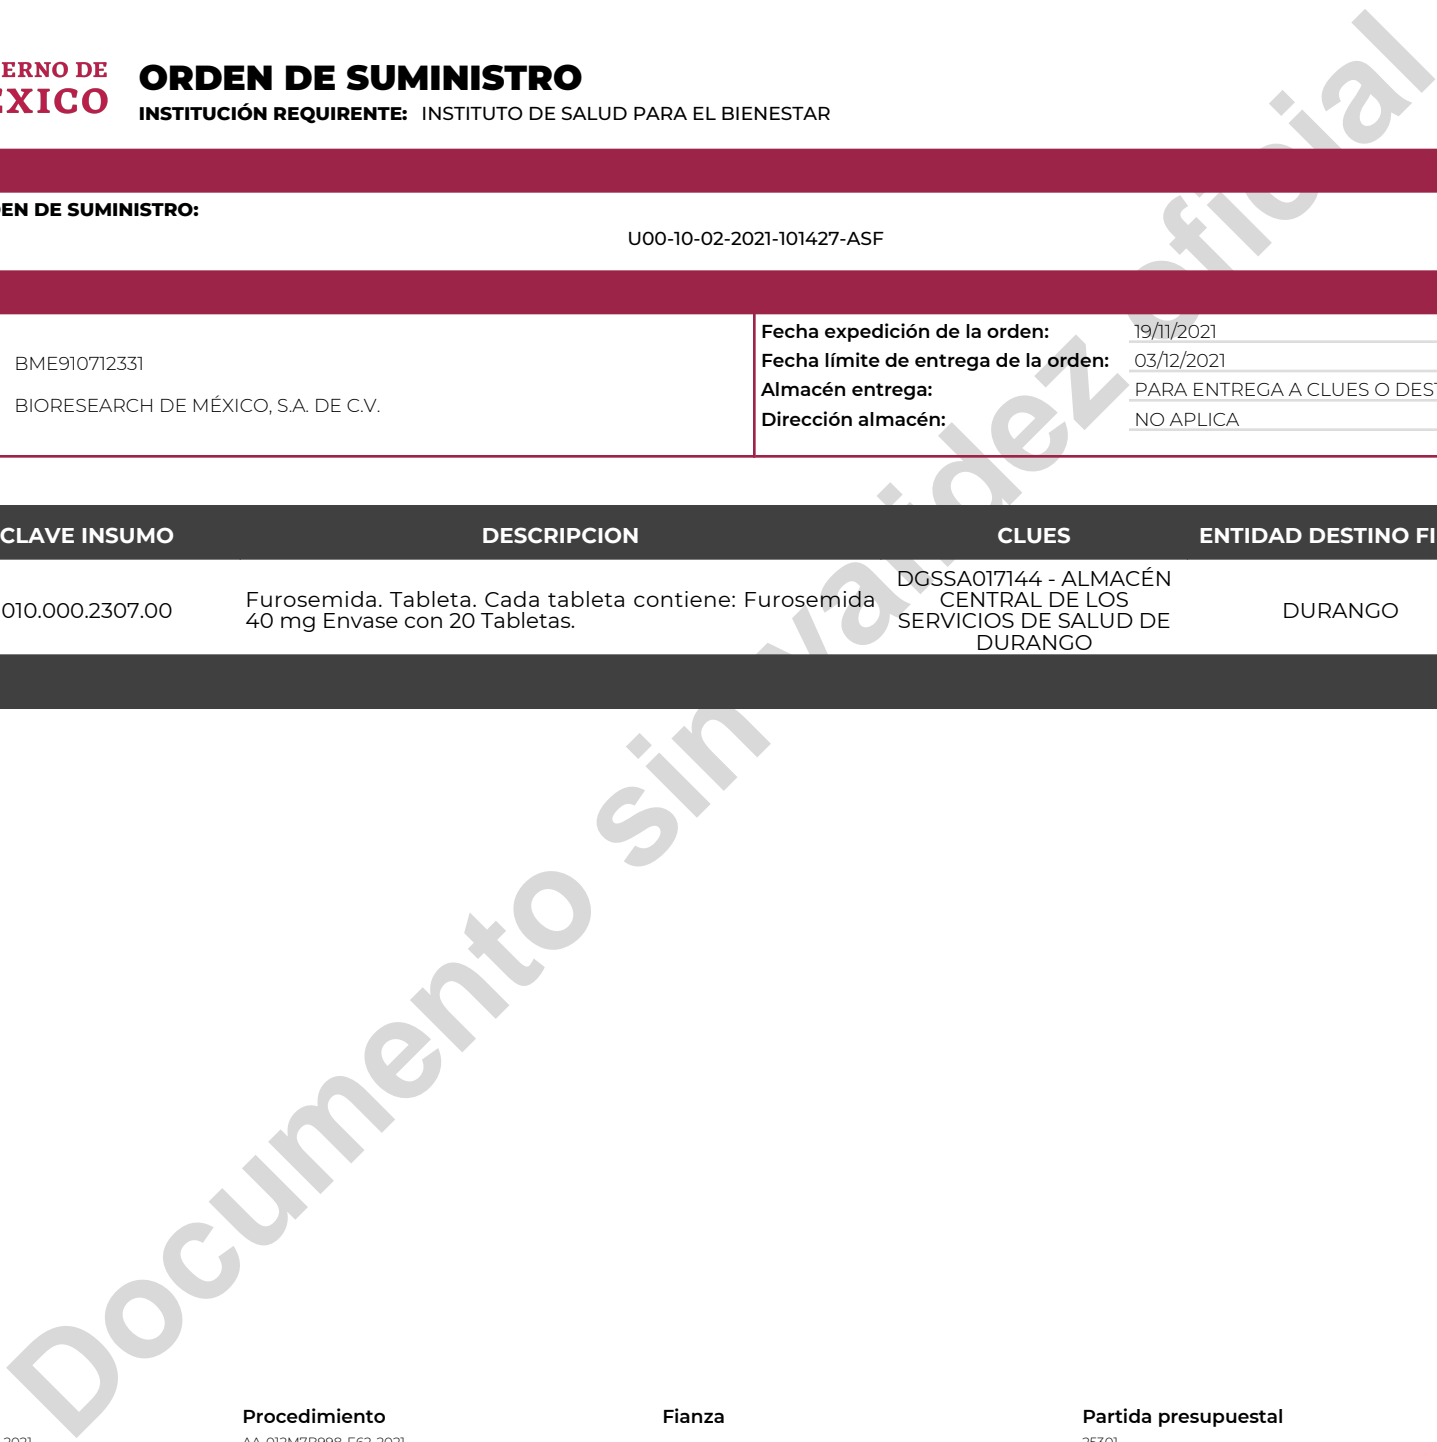 ERNO DE
XICO
ORDEN DE SUMINISTRO
INSTITUCIÓN REQUIRENTE: INSTITUTO DE SALUD PARA EL BIENESTAR
EN DE SUMINISTRO:
U00-10-02-2021-101427-ASF
BME910712331
BIORESEARCH DE MÉXICO, S.A. DE C.V.
Fecha expedición de la orden: 19/11/2021
Fecha límite de entrega de la orden: 03/12/2021
Almacén entrega: PARA ENTREGA A CLUES O DEST
Dirección almacén: NO APLICA
CLAVE INSUMO DESCRIPCION CLUES ENTIDAD DESTINO FI
010.000.2307.00
Furosemida. Tableta. Cada tableta contiene: Furosemida
40 mg Envase con 20 Tabletas.
DGSSA017144 - ALMACÉN
CENTRAL DE LOS
SERVICIOS DE SALUD DE
DURANGO
DURANGO
Documento sin validez oficial
Procedimiento Fianza Partida presupuestal